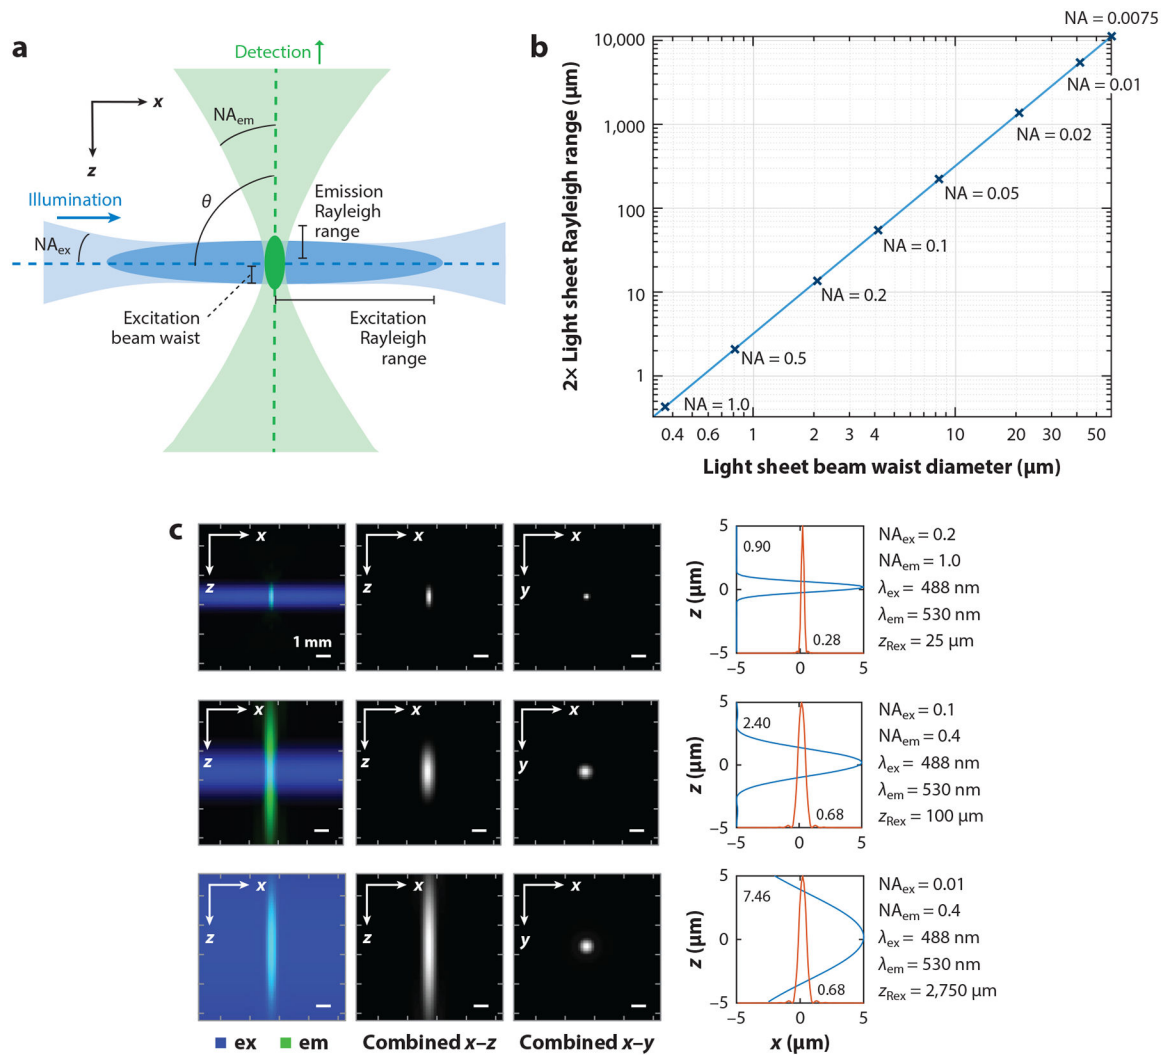 a
Detection ↑
x
z
NAem
θ
Illumination
NAex
Emission
Rayleigh
range
Excitation
beam waist
Excitation
Rayleigh
range
b
2× Light sheet Rayleigh range (μm)
10,000
1,000
100
10
1
NA = 0.0075
NA = 0.01
NA = 0.02
NA = 0.05
NA = 0.1
NA = 0.2
NA = 0.5
NA = 1.0
0.4 0.6 1 2 3 4 10 20 30 50
Light sheet beam waist diameter (μm)
c
x
z
1 mm
x
z
x
y
z (μm)
5
0
−5
0.90
0.28
−5 0 5
NAex = 0.2
NAem = 1.0
λex = 488 nm
λem = 530 nm
zRex = 25 μm
x
z
x
z
x
y
z (μm)
5
0
−5
2.40
0.68
−5 0 5
NAex = 0.1
NAem = 0.4
λex = 488 nm
λem = 530 nm
zRex = 100 μm
x
z
x
z
x
y
z (μm)
5
0
−5
7.46
0.68
−5 0 5
x (μm)
NAex = 0.01
NAem = 0.4
λex = 488 nm
λem = 530 nm
zRex = 2,750 μm
ex em
Combined x–z
Combined x–y